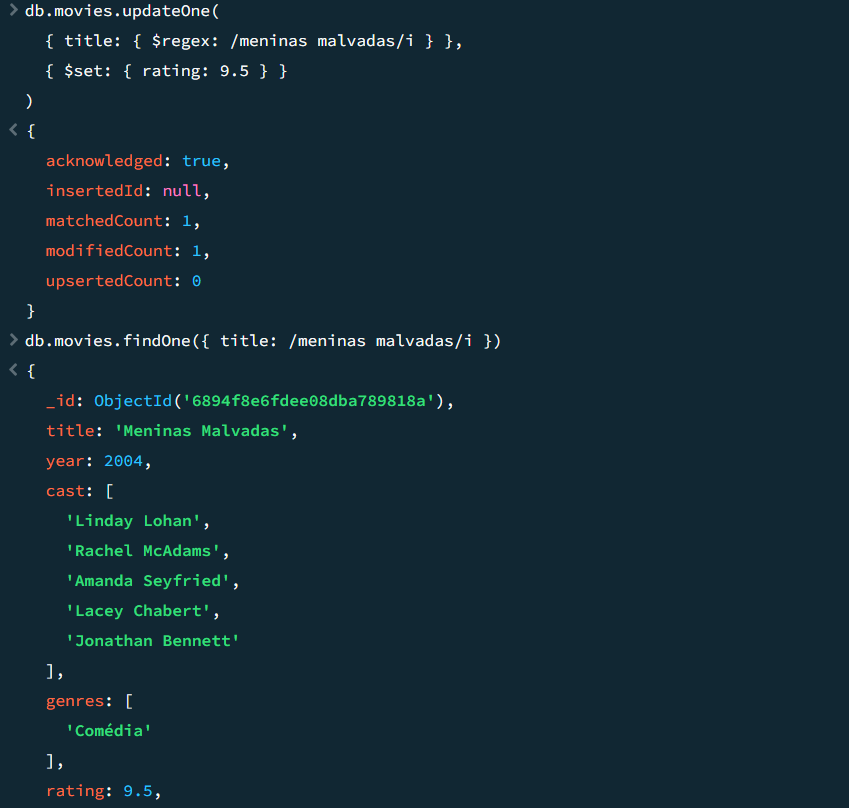 > db.movies.updateOne(
{ title: { $regex: /meninas malvadas/i } },
{ $set: { rating: 9.5 } }
)
< {
acknowledged: true,
insertedId: null,
matchedCount: 1,
modifiedCount: 1,
upsertedCount: 0
}
> db.movies.findOne({ title: /meninas malvadas/i })
< {
_id: ObjectId('6894f8e6fdee08dba789818a'),
title: 'Meninas Malvadas',
year: 2004,
cast: [
'Linday Lohan',
'Rachel McAdams',
'Amanda Seyfried',
'Lacey Chabert',
'Jonathan Bennett'
],
genres: [
'Comédia'
],
rating: 9.5,